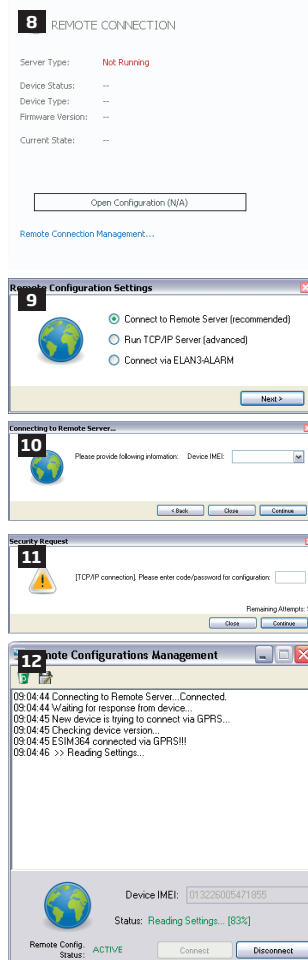 8 REMOTE CONNECTION
Server Type: Not Running
Device Status: --
Device Type: --
Firmware Version: --
Current State: --
Open Configuration (N/A)
Remote Connection Management...
Remote Configuration Settings
9
Connect to Remote Server (recommended)
Run TCP/IP Server (advanced)
Connect via ELAN3-ALARM
Next >
Connecting to Remote Server...
10
Please provide following information: Device IMEI:
< Back Close Continue
Security Request
11
[TCP/IP connection]. Please enter code/password for configuration:
Remaining Attempts:
Close Continue
12
Configurations Management
09:04:44 Connecting to Remote Server...Connected.
09:04:44 Waiting for response from device...
09:04:45 New device is trying to connect via GPRS...
09:04:45 Checking device version...
09:04:45 ESIM364 connected via GPRS!!!
09:04:46 >> Reading Settings...
Device IMEI: 013226005471855
Status: Reading Settings... [83%]
Remote Config. Status: ACTIVE
Connect Disconnect